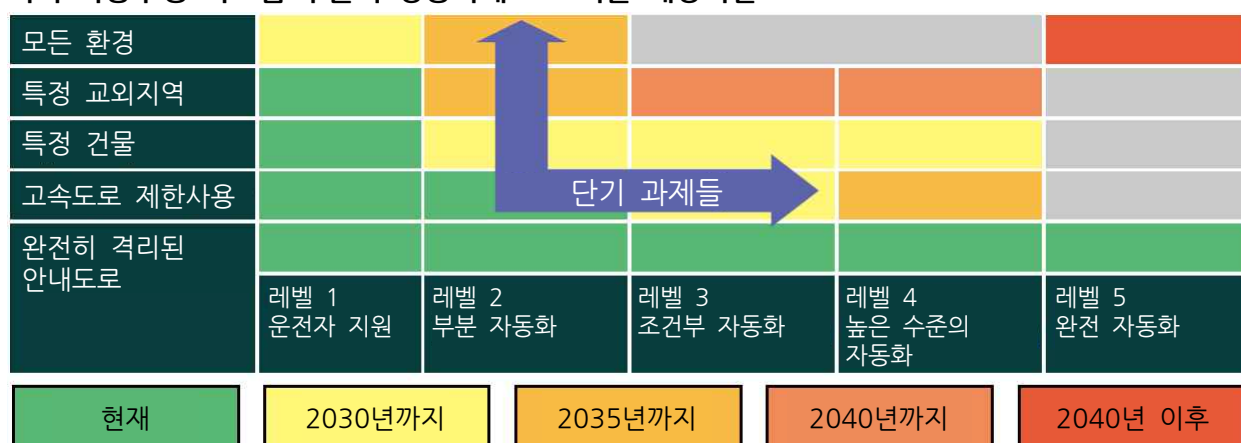 모든 환경
특정 교외지역
특정 건물
고속도로 제한사용
단기 과제들
완전히 격리된
안내도로
레벨 1
운전자 지원
레벨 2
부분 자동화
레벨 3
조건부 자동화
레벨 4
높은 수준의
자동화
레벨 5
완전 자동화
현재
2030년까지
2035년까지
2040년까지
2040년 이후